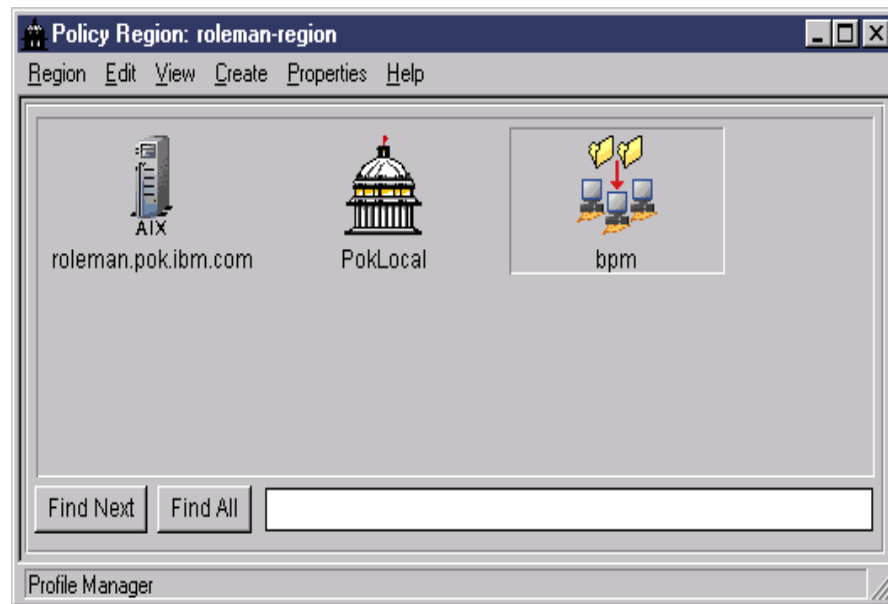 Policy Region: roleman-region
Region Edit View Create Properties Help
AIX
roleman.pok.ibm.com PokLocal bpm
Find Next Find All
Profile Manager